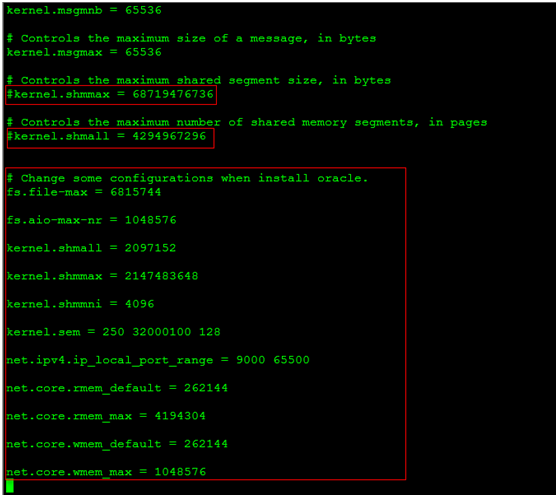 kernel.msgmnb = 65536
# Controls the maximum size of a message, in bytes
kernel.msgmax = 65536
# Controls the maximum shared segment size, in bytes
#kernel.shmmax = 68719476736
# Controls the maximum number of shared memory segments, in pages
#kernel.shmall = 4294967296
# Change some configurations when install oracle.
fs.file-max = 6815744
fs.aio-max-nr = 1048576
kernel.shmall = 2097152
kernel.shmmax = 2147483648
kernel.shmmni = 4096
kernel.sem = 250 32000100 128
net.ipv4.ip_local_port_range = 9000 65500
net.core.rmem_default = 262144
net.core.rmem_max = 4194304
net.core.wmem_default = 262144
net.core.wmem_max = 1048576